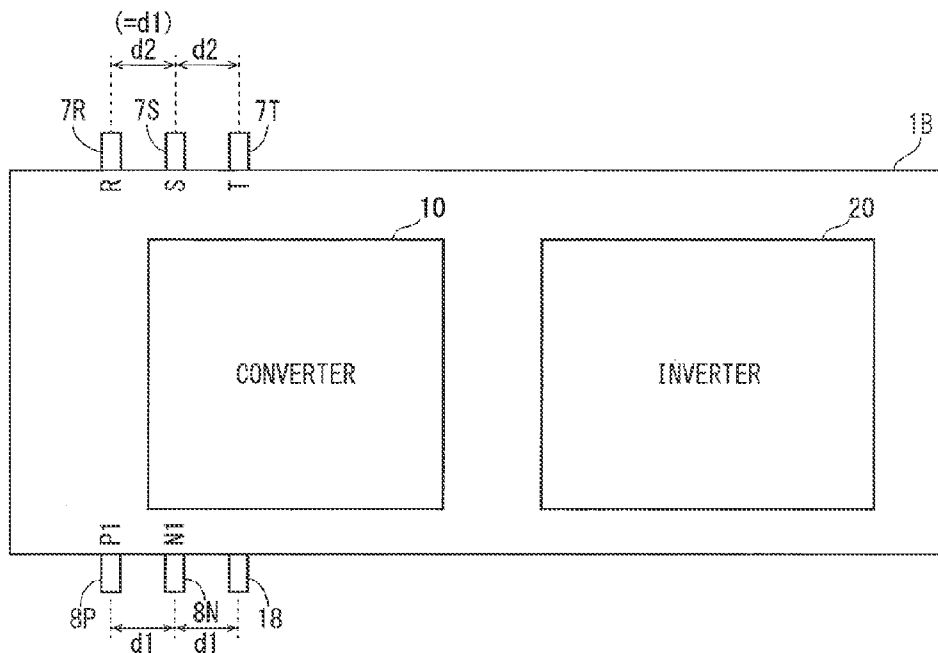 (=d1)
d2 d2
7R 7S 7T
1B
R S T
10 20
CONVERTER INVERTER
P1 N1
8P 8N 18
d1 d1